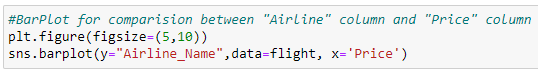 #BarPlot for comparision between "Airline" column and "Price" column
plt.figure(figsize=(5,10))
sns.barplot(y="Airline_Name",data=flight, x='Price')